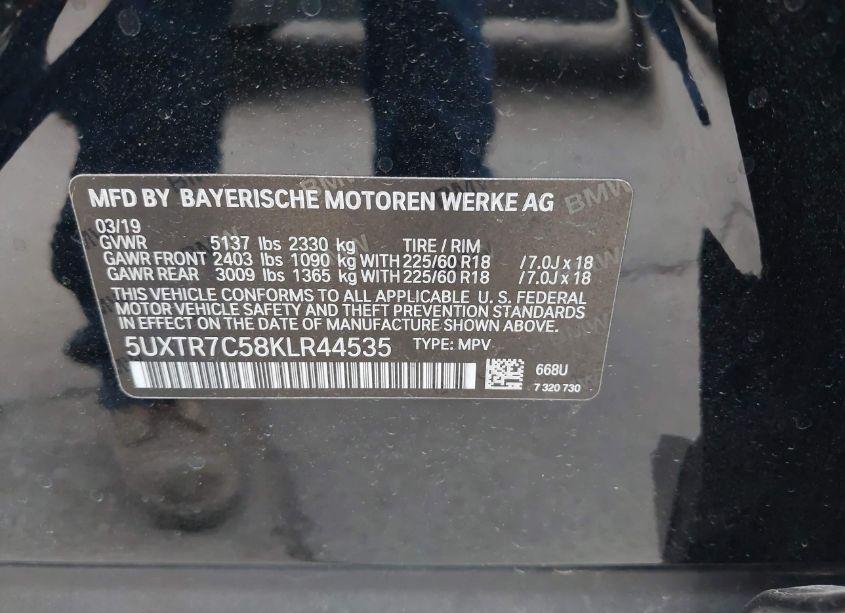 MFD BY BAYERISCHE MOTOREN WERKE AG
03/19
GVWR 5137 lbs 2330 kg TIRE / RIM
GAWR FRONT 2403 lbs 1090 kg WITH 225/60 R18 /7.0J x 18
GAWR REAR 3009 lbs 1365 kg WITH 225/60 R18 /7.0J x 18
THIS VEHICLE CONFORMS TO ALL APPLICABLE U. S. FEDERAL
MOTOR VEHICLE SAFETY AND THEFT PREVENTION STANDARDS
IN EFFECT ON THE DATE OF MANUFACTURE SHOWN ABOVE.
5UXTR7C58KLR44535 TYPE: MPV
668U
7 320 730